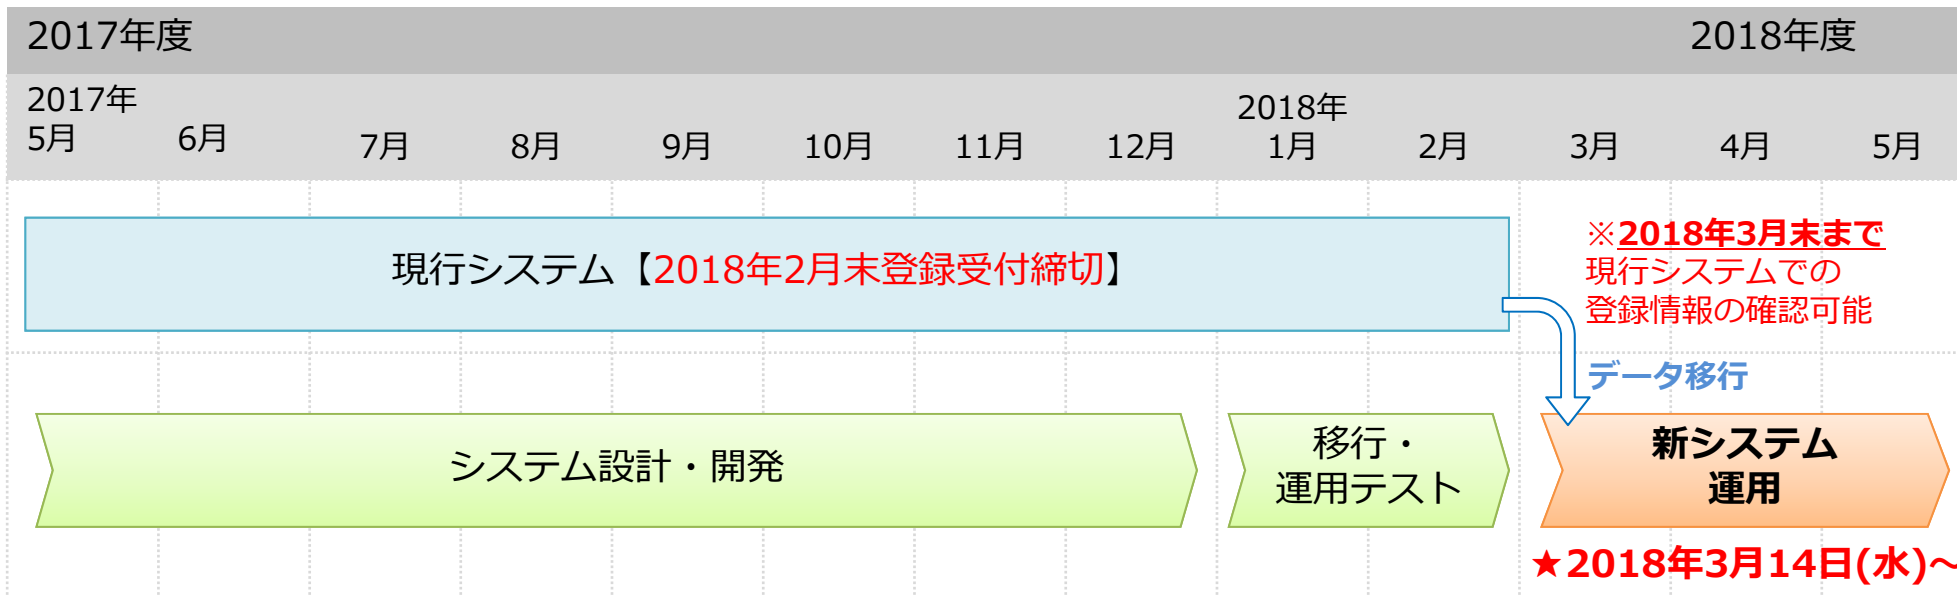 2017年度
2018年度
2017年
2018年
5月 6月 7月 8月 9月 10月 11月 12月 1月 2月 3月 4月 5月
現行システム【2018年2月末登録受付締切】
※2018年3月末まで
現行システムでの
登録情報の確認可能
データ移行
システム設計・開発
移行・
運用テスト
新システム
運用
★2018年3月14日(水)～